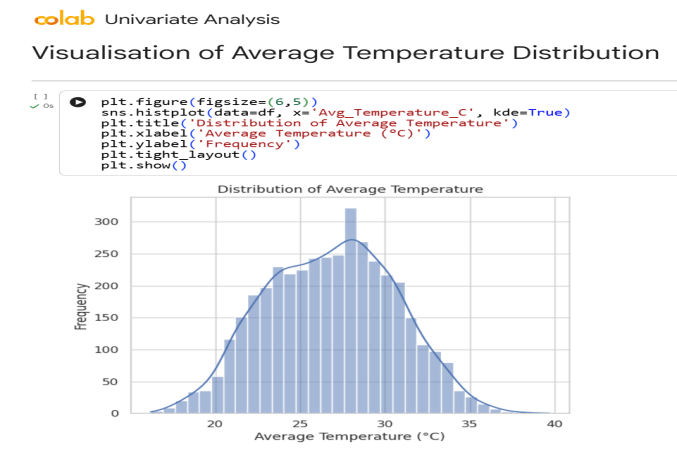 colab Univariate Analysis
Visualisation of Average Temperature Distribution
[ ]
✓ 0s
plt.figure(figsize=(6,5))
sns.histplot(data=df, x='Avg_Temperature_C', kde=True)
plt.title('Distribution of Average Temperature')
plt.xlabel('Average Temperature (°C)')
plt.ylabel('Frequency')
plt.tight_layout()
plt.show()
Distribution of Average Temperature
Frequency
300
250
200
150
100
50
0
20 25 30 35 40
Average Temperature (°C)